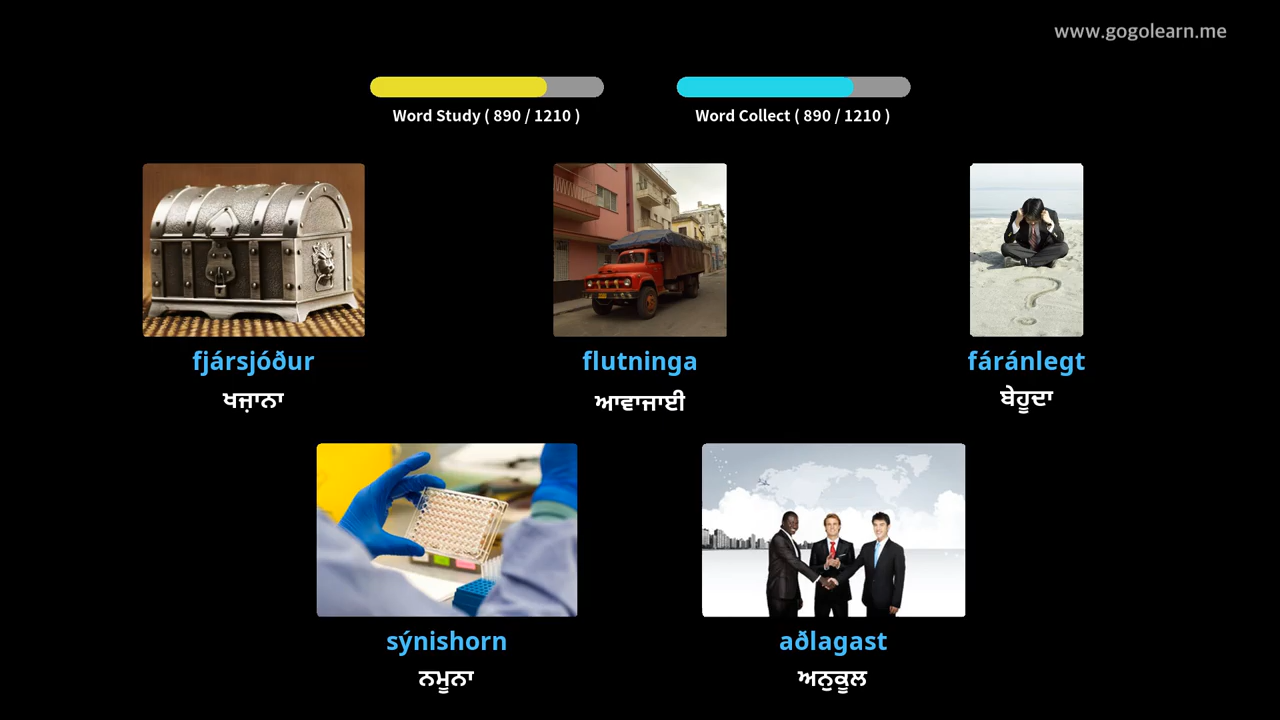 www.gogolearn.me
Word Study ( 890 / 1210 )
Word Collect ( 890 / 1210 )
fjársjóður
ਖਜ਼ਾਨਾ
flutninga
ਆਵਾਜਾਈ
fáránlegt
ਬੇਹੂਦਾ
sýnishorn
ਨਮੂਨਾ
aðlagast
ਅਨੁਕੂਲ